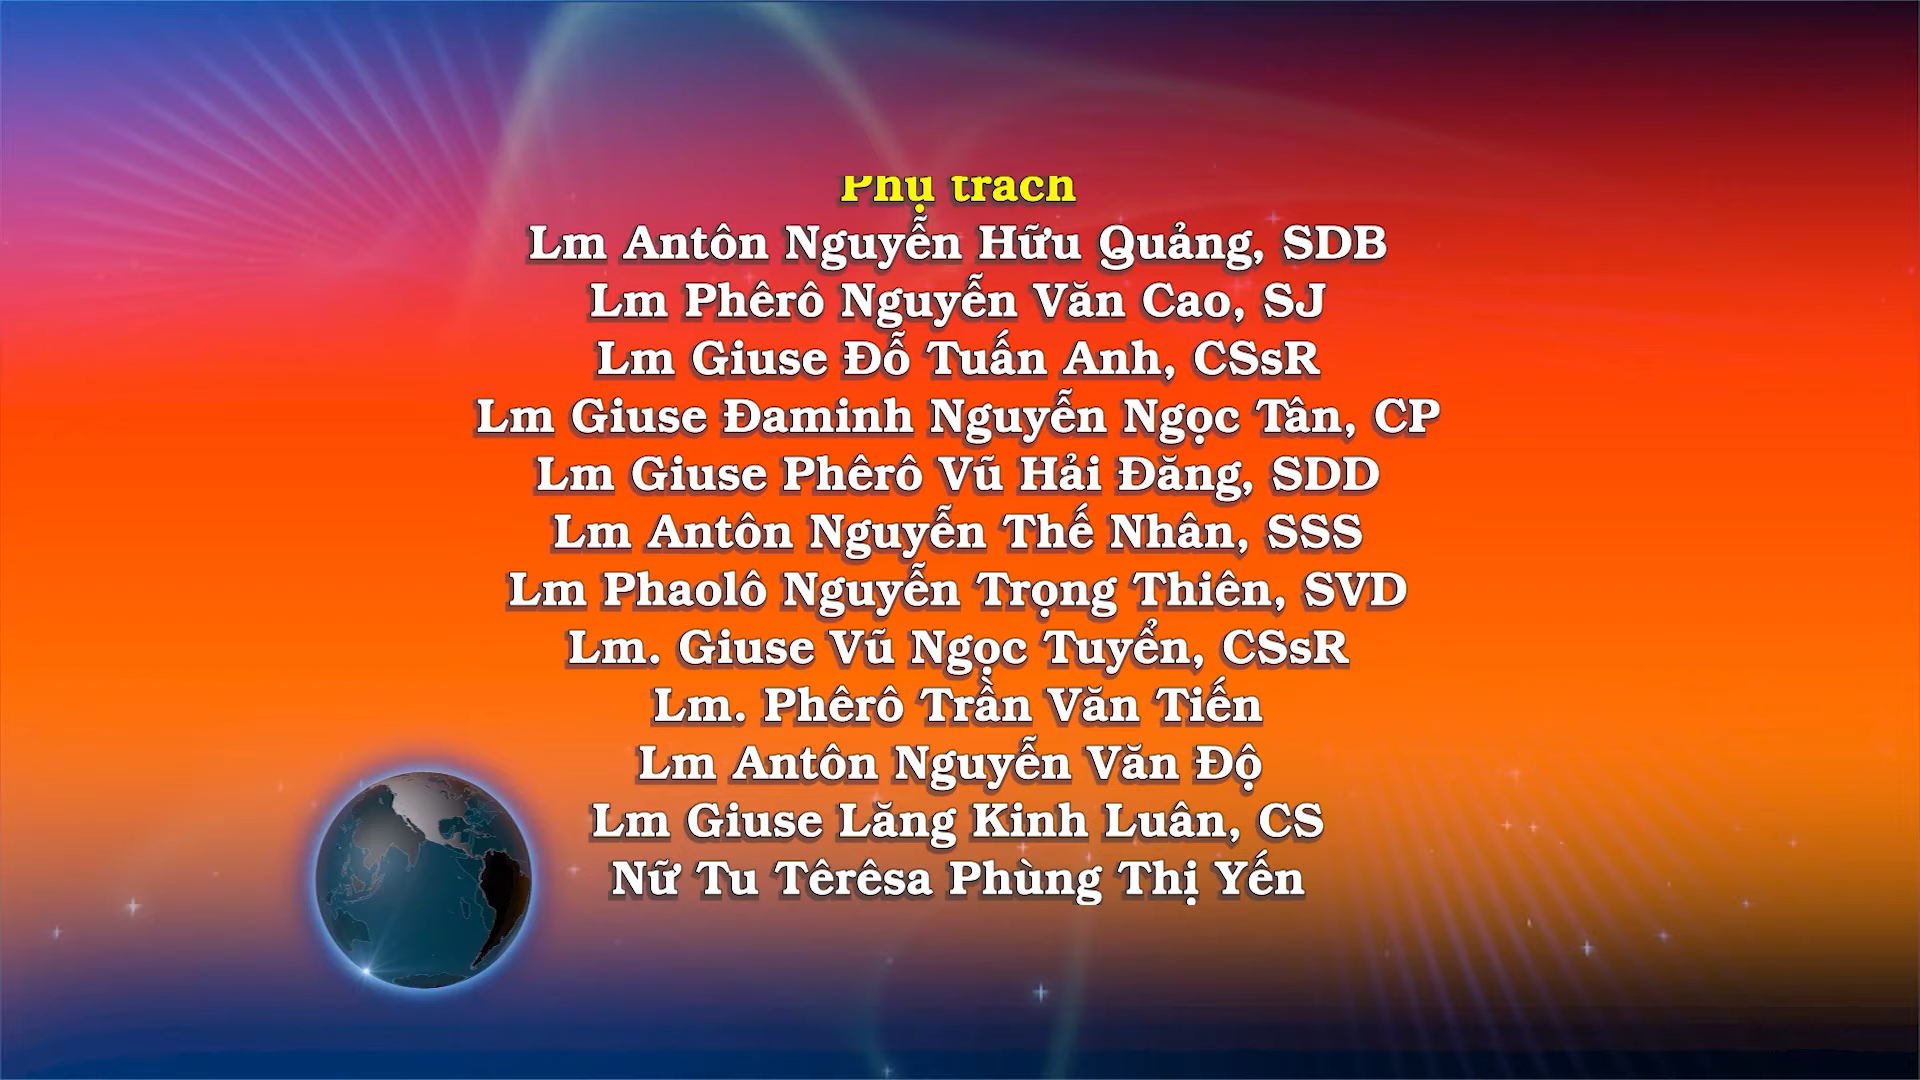 Phụ trách
Lm Antôn Nguyễn Hữu Quảng, SDB
Lm Phêrô Nguyễn Văn Cao, SJ
Lm Giuse Đỗ Tuấn Anh, CSsR
Lm Giuse Đaminh Nguyễn Ngọc Tân, CP
Lm Giuse Phêrô Vũ Hải Đăng, SDD
Lm Antôn Nguyễn Thế Nhân, SSS
Lm Phaolô Nguyễn Trọng Thiên, SVD
Lm. Giuse Vũ Ngọc Tuyển, CSsR
Lm. Phêrô Trần Văn Tiến
Lm Antôn Nguyễn Văn Độ
Lm Giuse Lăng Kinh Luân, CS
Nữ Tu Têrêsa Phùng Thị Yến